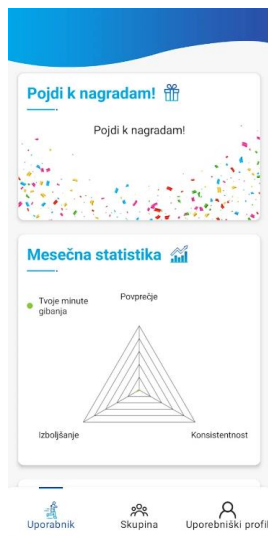 Pojdi k nagradam!
Pojdi k nagradam!
Mesečna statistika
Tvoje minute
gibanja
Povprečje
Izboljšanje
Konsistentnost
Uporabnik
Skupina
Uporebniški profil